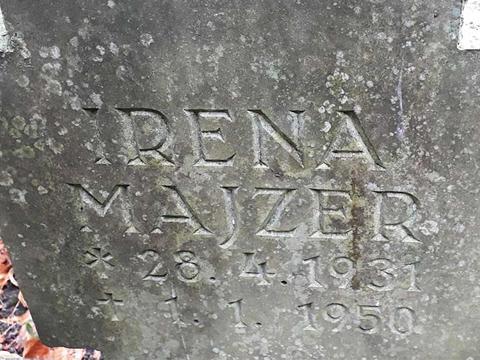 IRENA
MAJZER
* 28. 4. 1931
† 1. 1. 1950